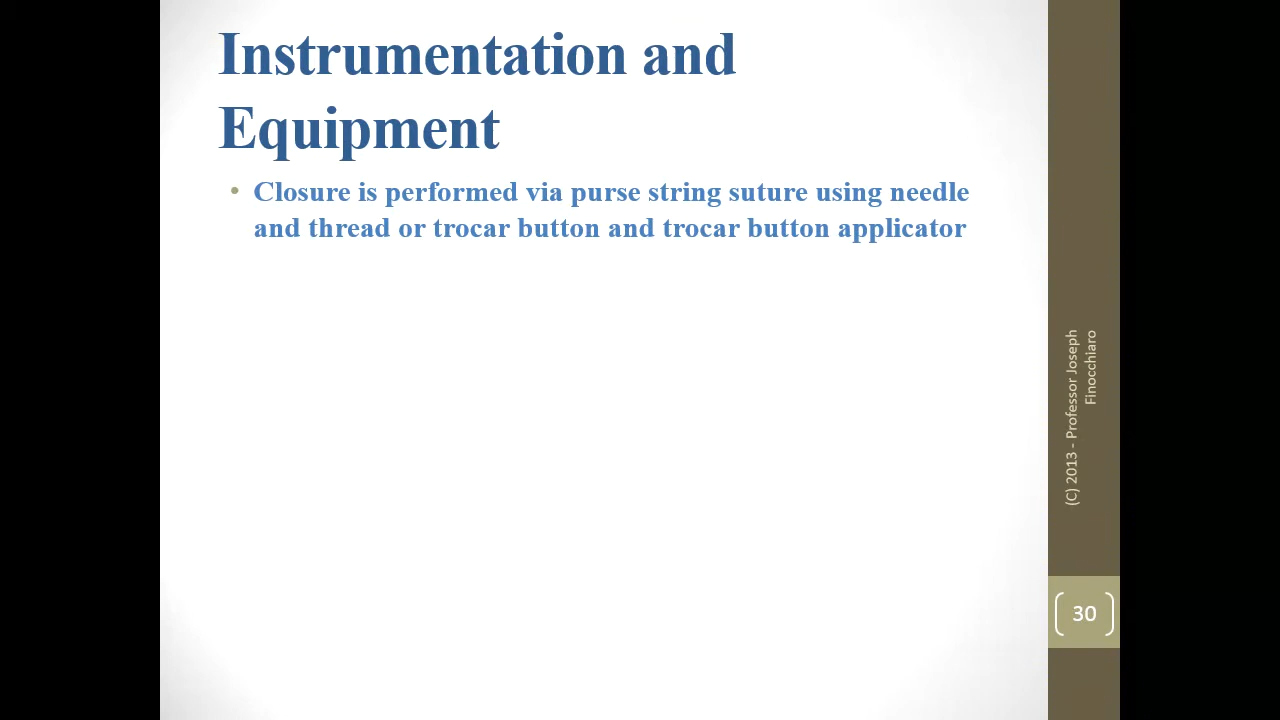 Instrumentation and
Equipment
• Closure is performed via purse string suture using needle
and thread or trocar button and trocar button applicator
(C) 2013 - Professor Joseph
Finocchiaro
30